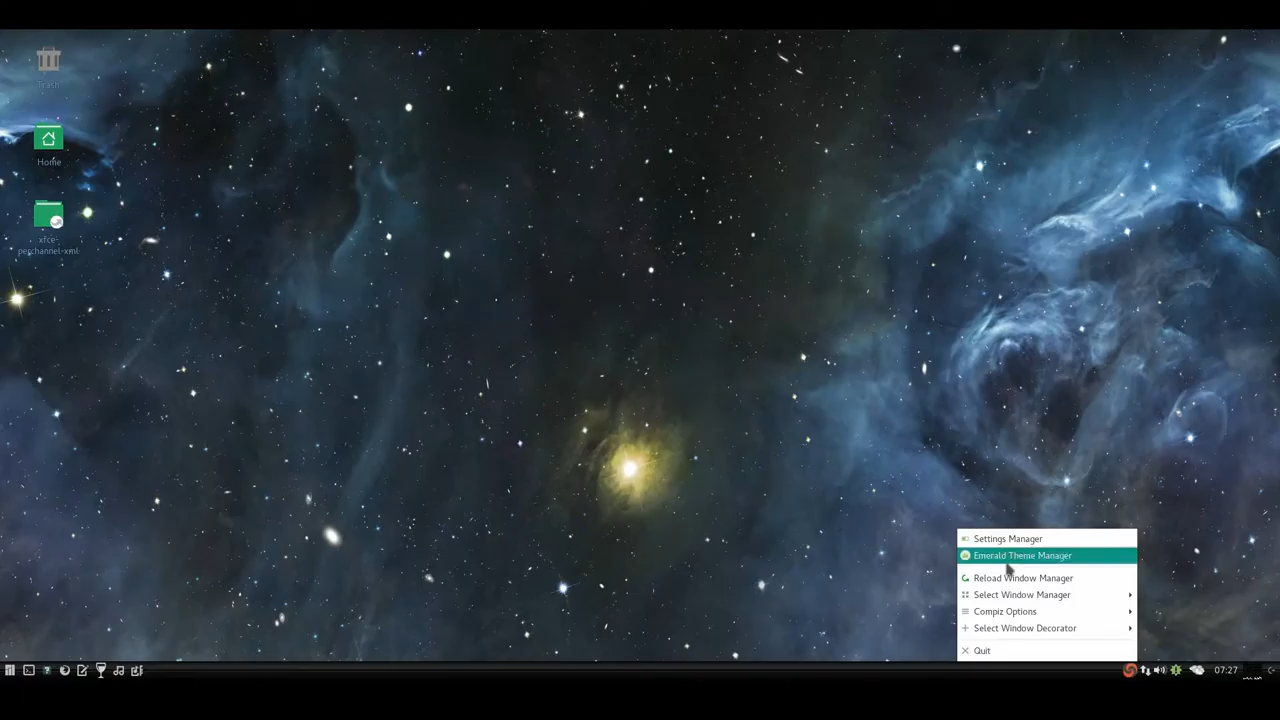 Trash
Home
xfce-
perchannel-xml
Settings Manager
Emerald Theme Manager
Reload Window Manager
Select Window Manager
Compiz Options
Select Window Decorator
Quit
07:27